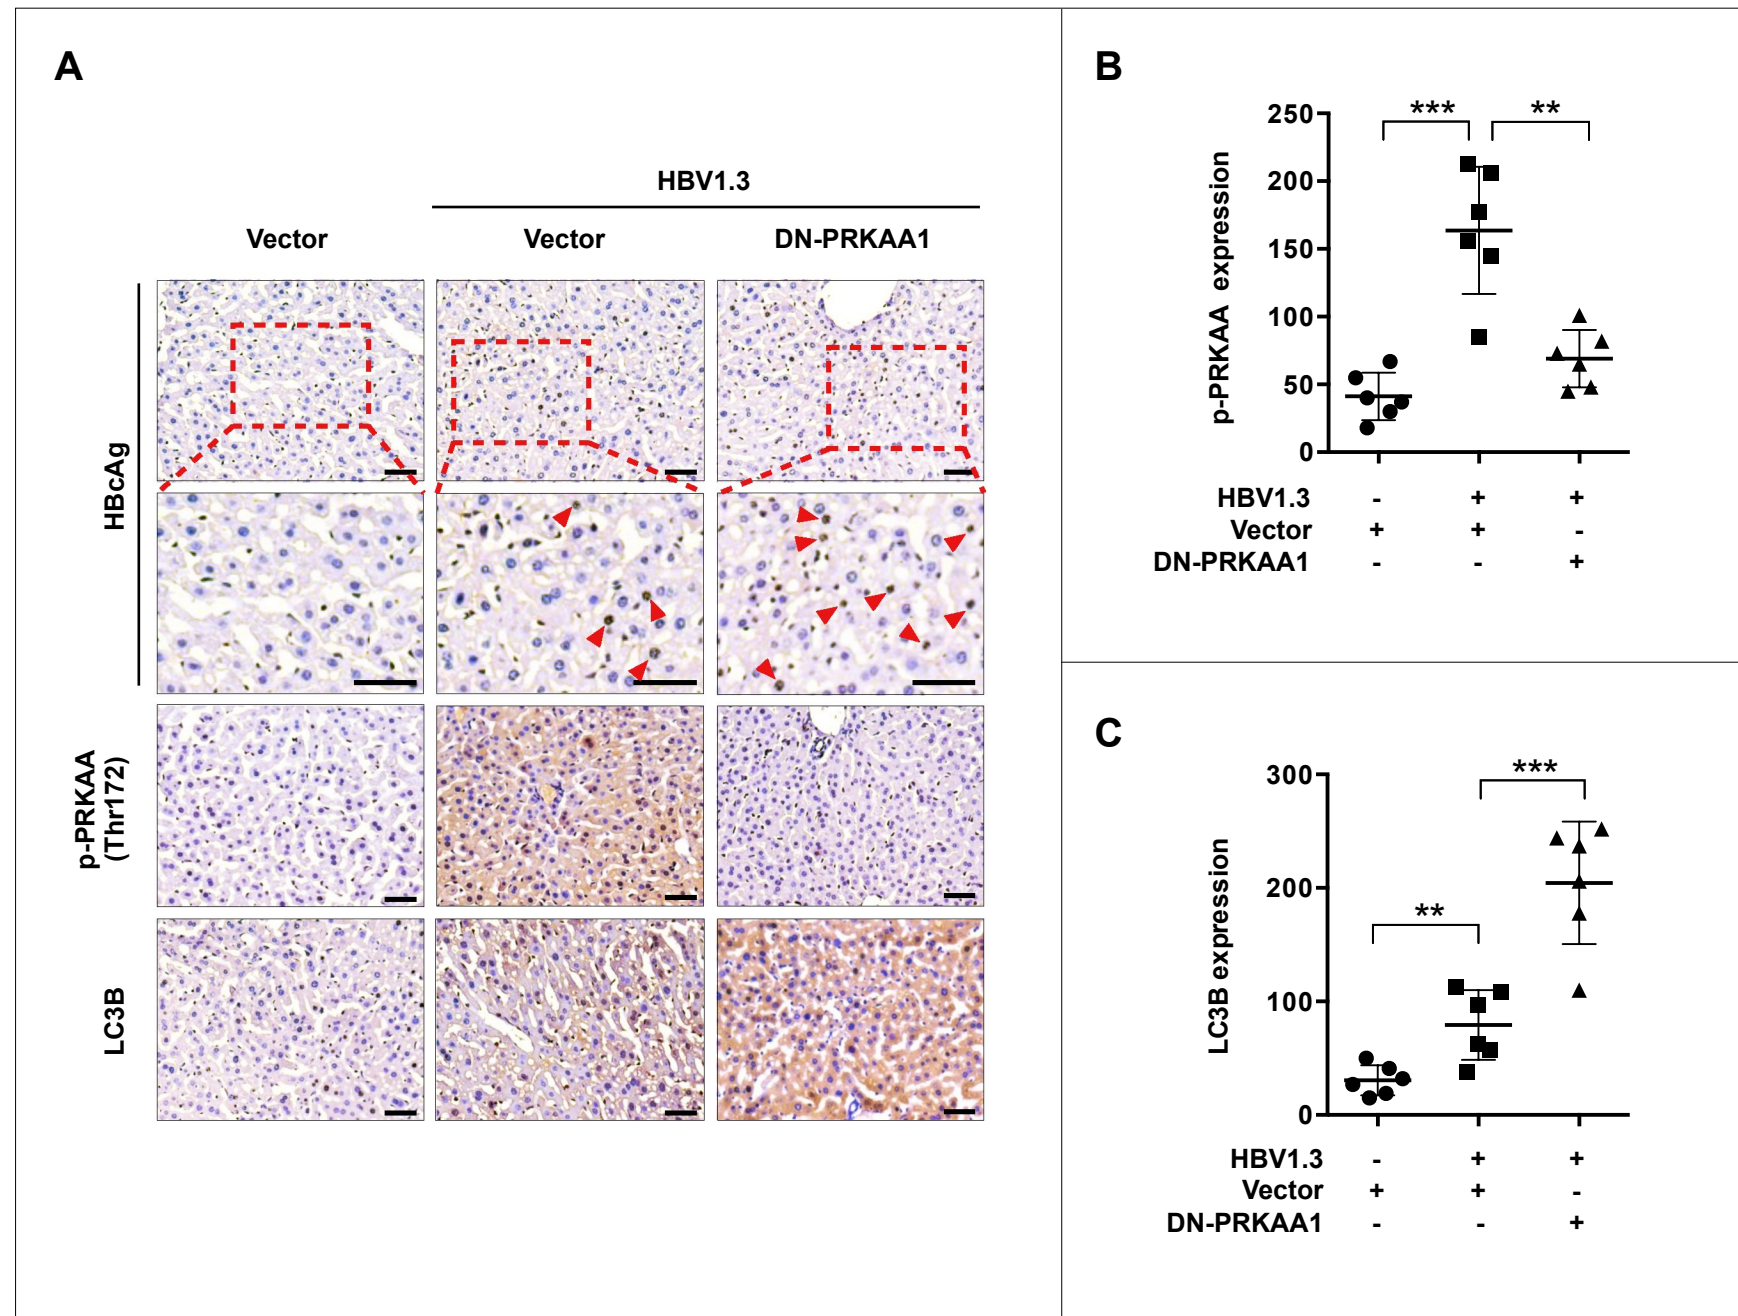 A
HBV1.3
Vector
Vector
DN-PRKAA1
HBcAg
p-PRKAA
(Thr172)
LC3B
B
p-PRKAA expression
250
200
150
100
50
0
***
**
HBV1.3 - + +
Vector + + -
DN-PRKAA1 - - +
C
LC3B expression
300
200
100
0
**
***
HBV1.3 - + +
Vector + + -
DN-PRKAA1 - - +